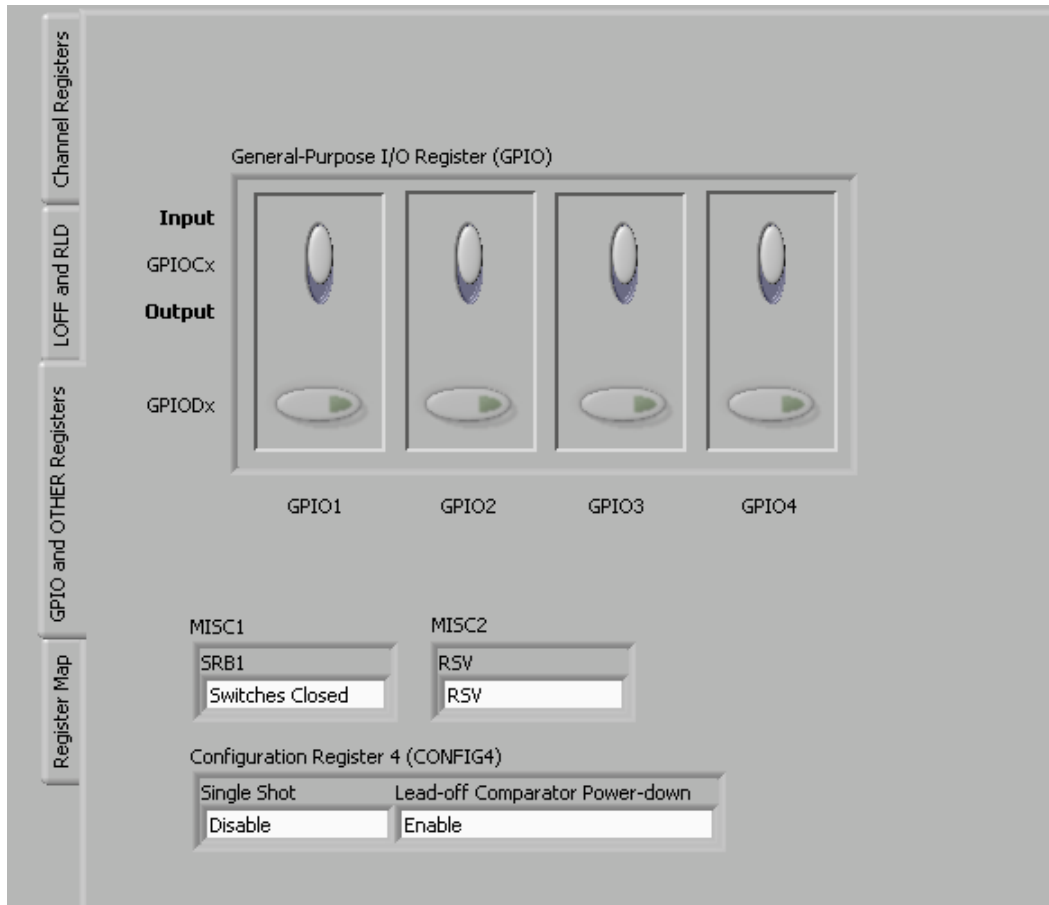 Channel Registers
LOFF and RLD
GPIO and OTHER Registers
Register Map
General-Purpose I/O Register (GPIO)
Input
GPIOCx
Output
GPIODx
GPIO1 GPIO2 GPIO3 GPIO4
MISC1 MISC2
SRB1 RSV
Switches Closed RSV
Configuration Register 4 (CONFIG4)
Single Shot Lead-off Comparator Power-down
Disable Enable